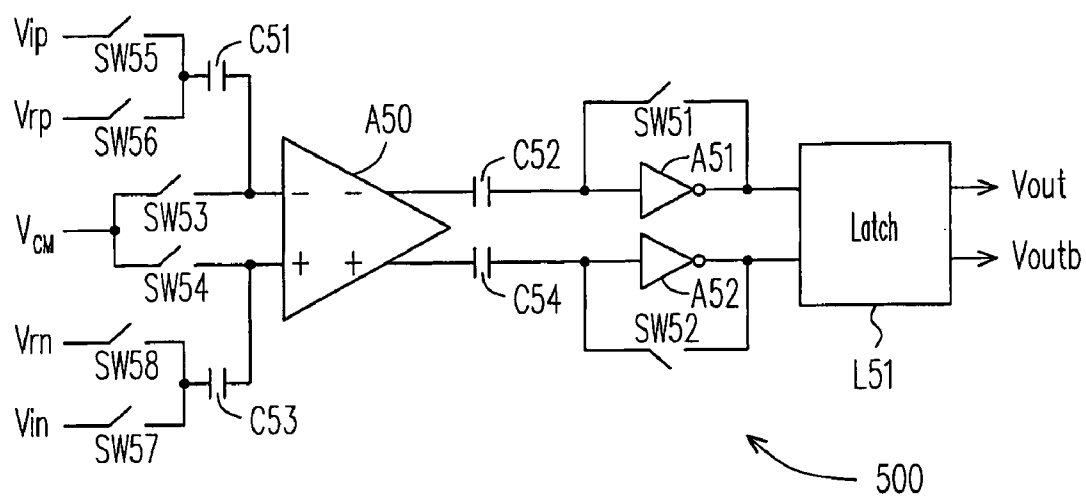 Vip
SW55
C51
Vrp
SW56
A50
C52
SW51
A51
SW53
V_CM
SW54
Latch
Vout
Voutb
C54
A52
SW52
Vrn
SW58
C53
Vin
SW57
L51
500
− −
+ +